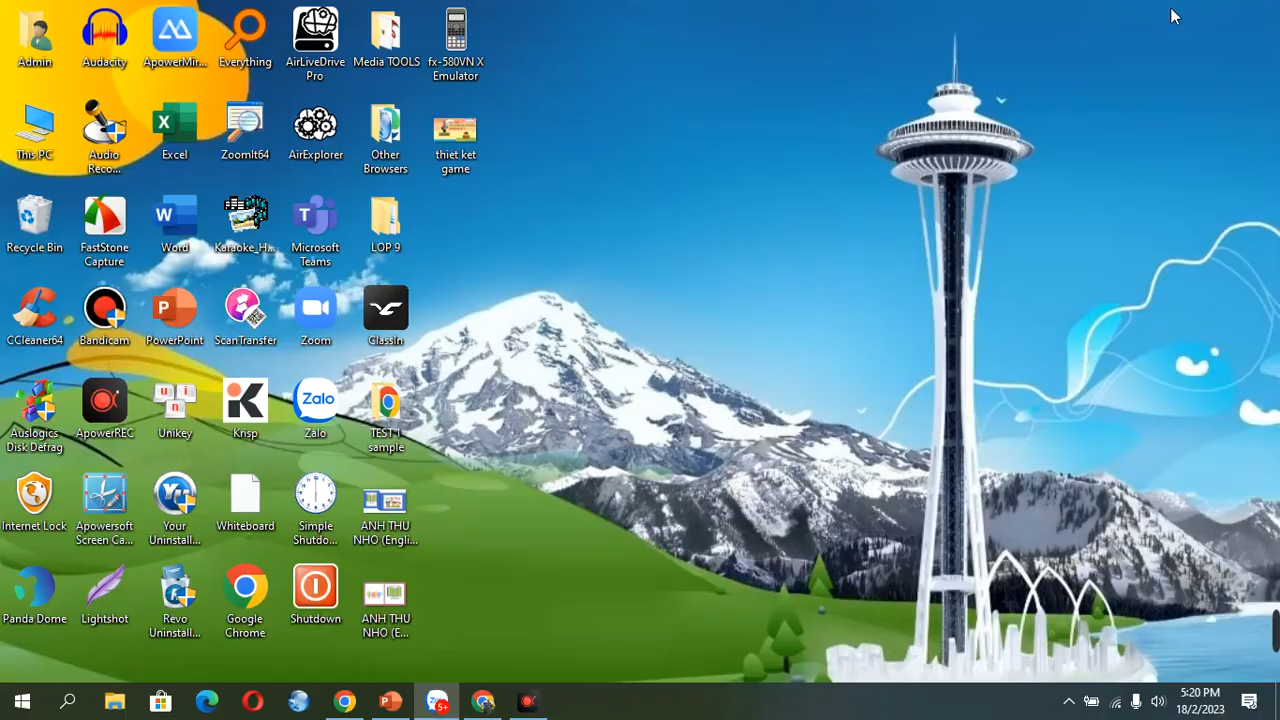 Admin
Audacity
ApowerMir...
Everything
AirLiveDrive
Pro
Media TOOLS
fx-580VN X
Emulator
This PC
Audio
Reco...
Excel
ZoomIt64
AirExplorer
Other
Browsers
thiet ket
game
Recycle Bin
FastStone
Capture
Word
Karaoke_H...
Microsoft
Teams
LOP 9
CCleaner64
Bandicam
PowerPoint
ScanTransfer
Zoom
ClassIn
Auslogics
Disk Defrag
ApowerREC
Unikey
Krisp
Zalo
Zalo
TEST 1
sample
Internet Lock
Apowersoft
Screen Ca...
Your
Uninstall...
Whiteboard
Simple
Shutdo...
ANH THU
NHO (Engli...
Panda Dome
Lightshot
Revo
Uninstall...
Google
Chrome
Shutdown
ANH THU
NHO (E...
5+
5:20 PM
18/2/2023